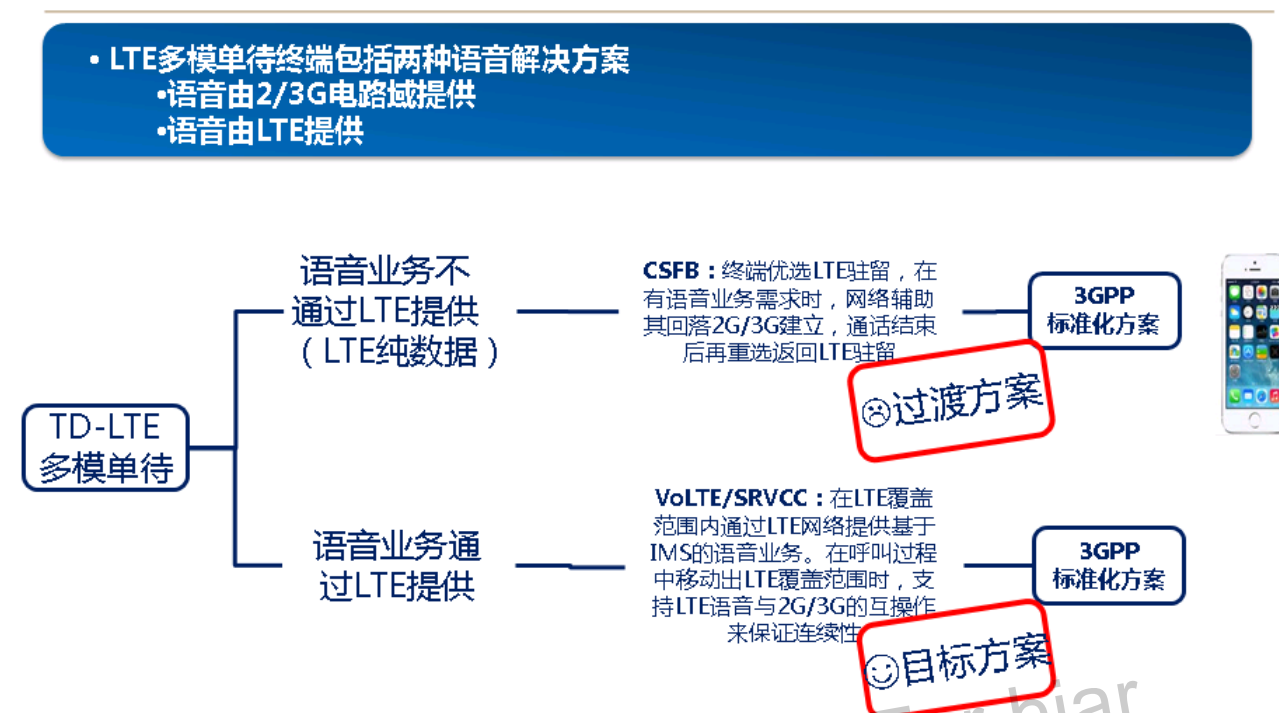 • LTE多模单待终端包括两种语音解决方案
•语音由2/3G电路域提供
•语音由LTE提供
TD-LTE
多模单待
语音业务不
通过LTE提供
（LTE纯数据）
CSFB：终端优选LTE驻留，在
有语音业务需求时，网络辅助
其回落2G/3G建立，通话结束
后再重选返回LTE驻留
3GPP
标准化方案
☹过渡方案
语音业务通
过LTE提供
VoLTE/SRVCC：在LTE覆盖
范围内通过LTE网络提供基于
IMS的语音业务。在呼叫过程
中移动出LTE覆盖范围时，支
持LTE语音与2G/3G的互操作
来保证连续性
3GPP
标准化方案
☺目标方案